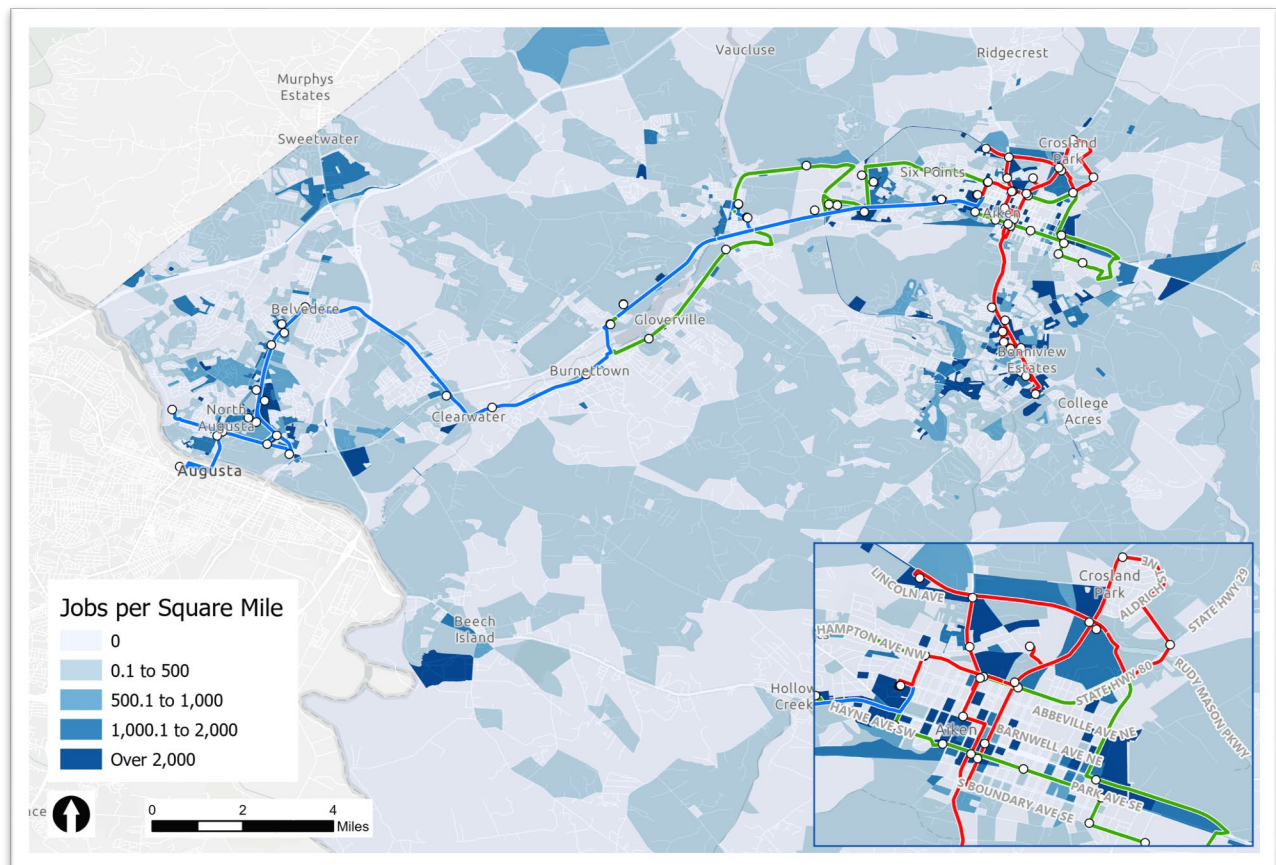 Vaucluse
Ridgecrest
Murphys
Estates
Sweetwater
Crosland
Park
Six Points
Aiken
Belvedere
Gloverville
Bonniview
Estates
Burnettown
College
Acres
North
Augusta
Clearwater
Augusta
Beech
Island
Hollow
Creek
Jobs per Square Mile
0
0.1 to 500
500.1 to 1,000
1,000.1 to 2,000
Over 2,000
0 2 4
Miles
LINCOLN AVE
Crosland
Park
ALDRICH
ST NE
STATE HWY 29
HAMPTON AVE NW
STATE HWY 80
RUDY MASON PKWY
HAYNE AVE SW
Aiken
ABBEVILLE AVE NE
BARNWELL AVE NE
PARK AVE SE
S BOUNDARY AVE SE